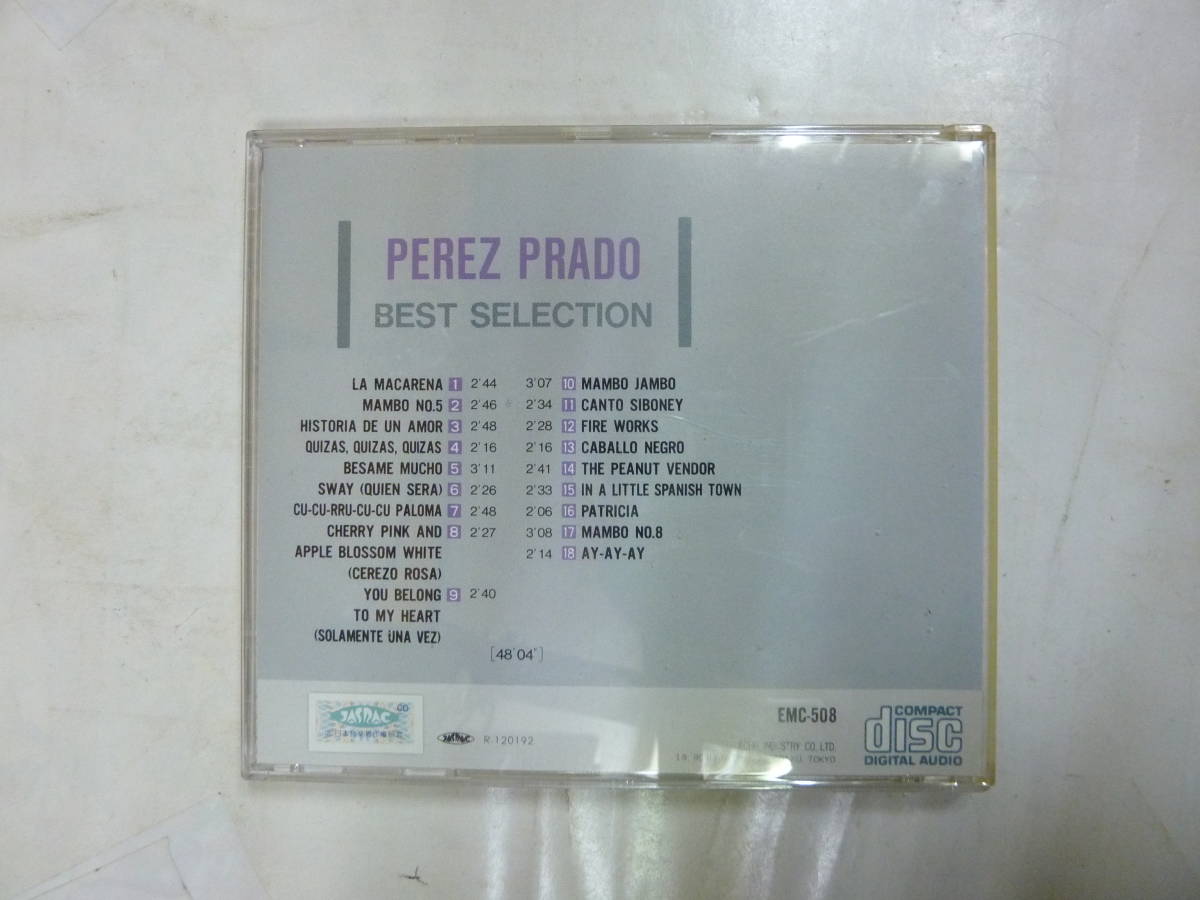 PEREZ PRADO
BEST SELECTION
LA MACARENA 1 2'44
MAMBO NO.5 2 2'46
HISTORIA DE UN AMOR 3 2'48
QUIZAS, QUIZAS, QUIZAS 4 2'16
BESAME MUCHO 5 3'11
SWAY (QUIEN SERA) 6 2'26
CU-CU-RRU-CU-CU PALOMA 7 2'48
CHERRY PINK AND 8 2'27
APPLE BLOSSOM WHITE
(CEREZO ROSA)
YOU BELONG 9 2'40
TO MY HEART
(SOLAMENTE UNA VEZ)
3'07 10 MAMBO JAMBO
2'34 11 CANTO SIBONEY
2'28 12 FIRE WORKS
2'16 13 CABALLO NEGRO
2'41 14 THE PEANUT VENDOR
2'33 15 IN A LITTLE SPANISH TOWN
2'06 16 PATRICIA
3'08 17 MAMBO NO.8
2'14 18 AY-AY-AY
[48'04"]
JASRAC CD
JASRAC R.120192
EMC-508
INDUSTRY CO. LTD.
TOKYO
COMPACT
disc
DIGITAL AUDIO